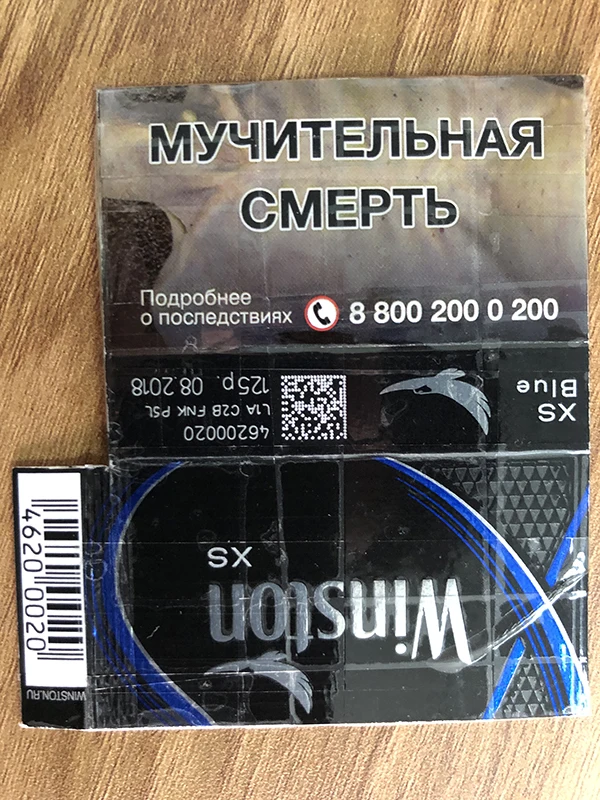 МУЧИТЕЛЬНАЯ
СМЕРТЬ
Подробнее
о последствиях 8 800 200 0 200
XS
Blue
46200020
L1A C2B FNK P5L
125р. 08.2018
Winston
XS
4620 0020
WINSTON.RU